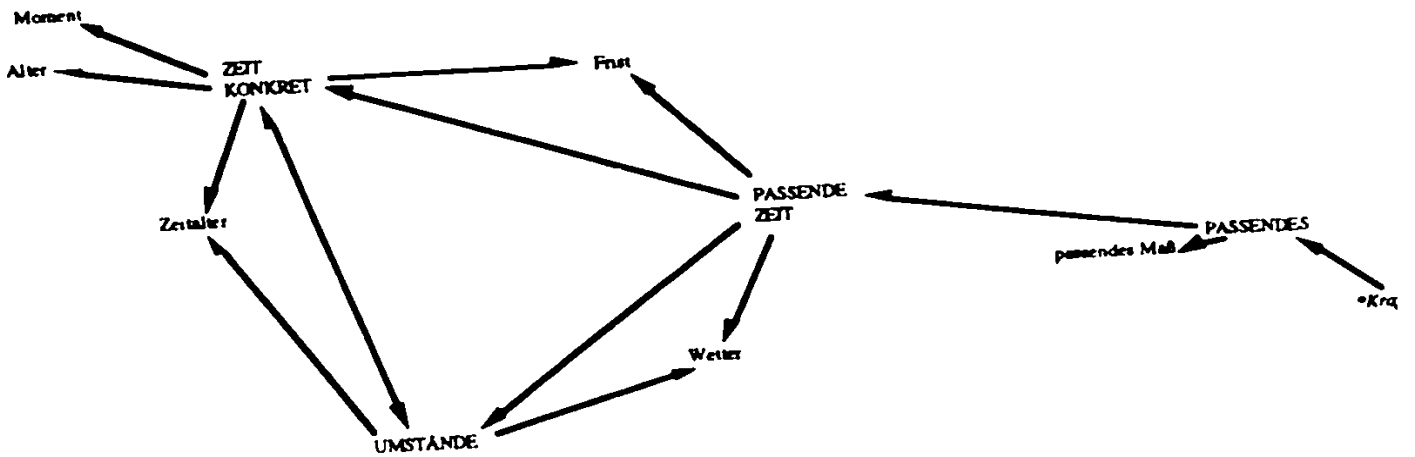 Moment
Alter
ZEIT
KONKRET
Frist
PASSENDE
ZEIT
Zeitalter
PASSENDES
passendes Maß
Wetter
UMSTÄNDE